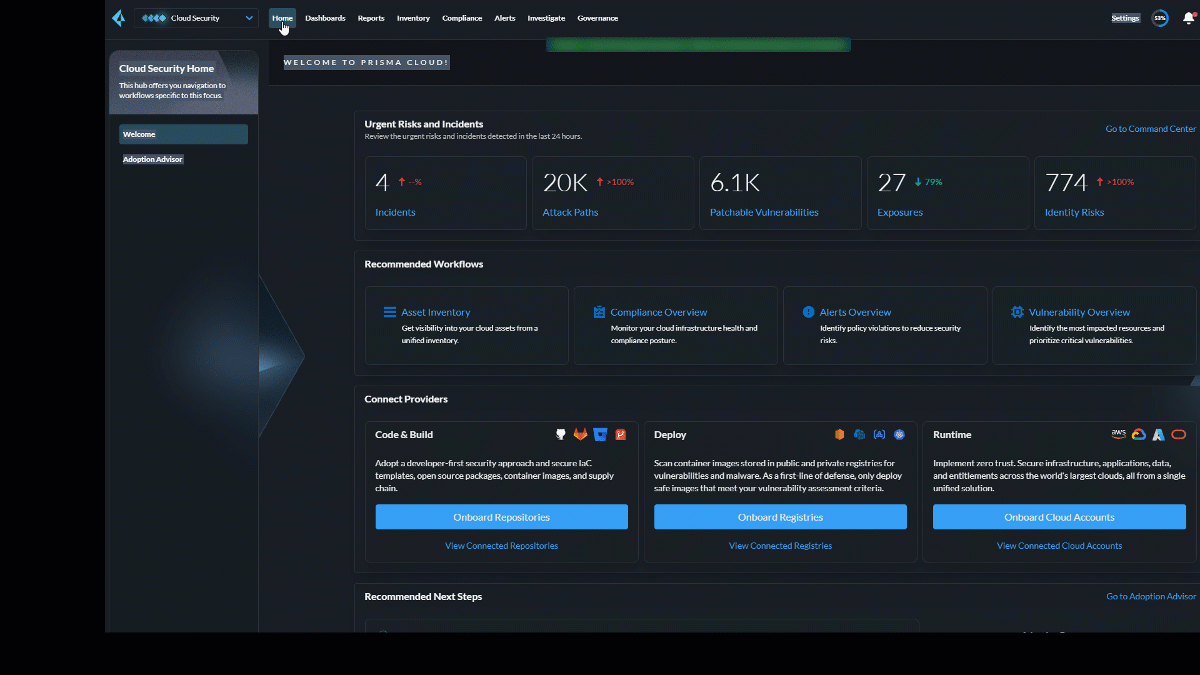 Cloud Security
Home
Dashboards
Reports
Inventory
Compliance
Alerts
Investigate
Governance
Settings
53%
Cloud Security Home
This hub offers you navigation to
workflows specific to this focus.
Welcome
Adoption Advisor
WELCOME TO PRISMA CLOUD!
Urgent Risks and Incidents
Review the urgent risks and incidents detected in the last 24 hours.
Go to Command Center
4 --%
Incidents
20K >100%
Attack Paths
6.1K
Patchable Vulnerabilities
27 79%
Exposures
774 >100%
Identity Risks
Recommended Workflows
Asset Inventory
Get visibility into your cloud assets from a
unified inventory.
Compliance Overview
Monitor your cloud infrastructure health and
compliance posture.
Alerts Overview
Identify policy violations to reduce security
risks.
Vulnerability Overview
Identify the most impacted resources and
prioritize critical vulnerabilities.
Connect Providers
Code & Build
Adopt a developer-first security approach and secure IaC
templates, open source packages, container images, and supply
chain.
Onboard Repositories
View Connected Repositories
Deploy
Scan container images stored in public and private registries for
vulnerabilities and malware. As a first-line of defense, only deploy
safe images that meet your vulnerability assessment criteria.
Onboard Registries
View Connected Registries
Runtime
aws
Implement zero trust. Secure infrastructure, applications, data,
and entitlements across the world's largest clouds, all from a single
unified solution.
Onboard Cloud Accounts
View Connected Cloud Accounts
Recommended Next Steps
Go to Adoption Advisor